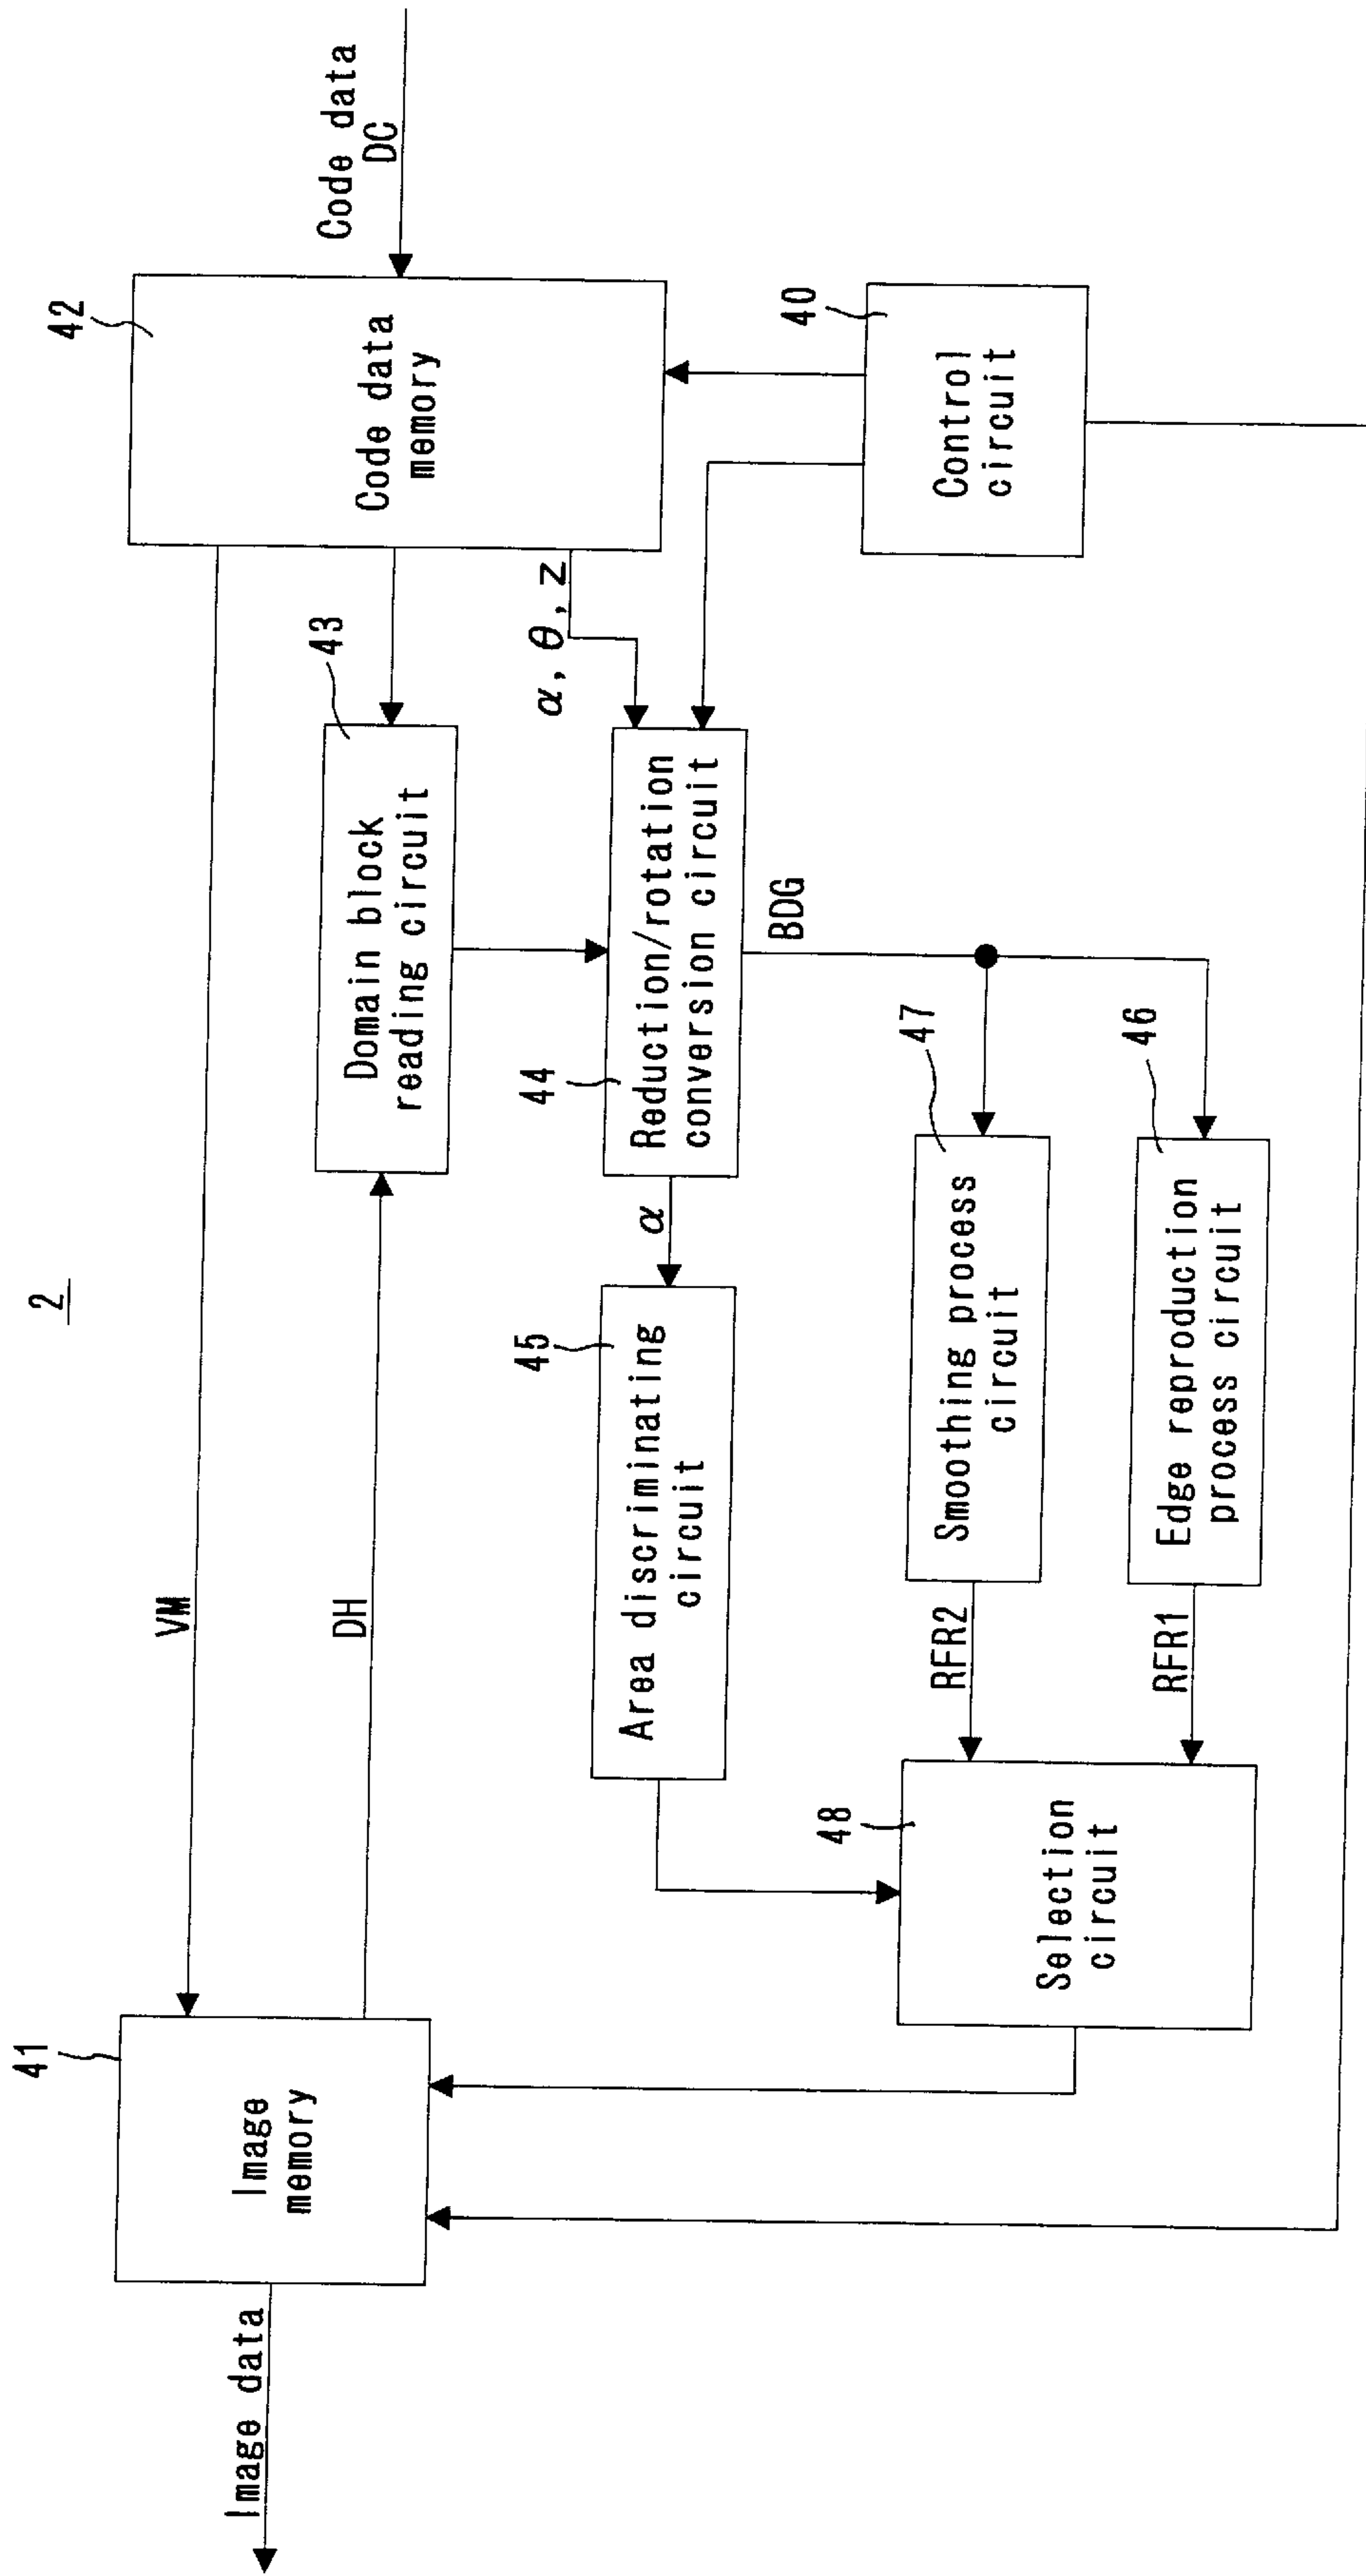 2
41
Image
memory
Image data
VM
DH
42
Code data
memory
Code data
DC
43
Domain block
reading circuit
α, θ, z
44
Reduction/rotation
conversion circuit
α
BDG
45
Area discriminating
circuit
40
Control
circuit
47
Smoothing process
circuit
RFR2
46
Edge reproduction
process circuit
RFR1
48
Selection
circuit